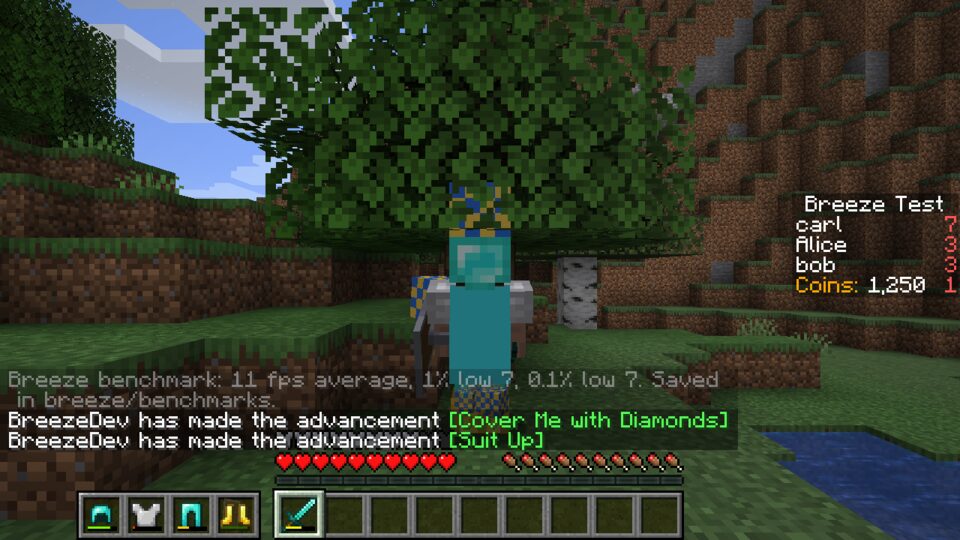 Breeze Test
carl 7
Alice 3
bob 3
Coins: 1,250 1
Breeze benchmark: 11 fps average, 1% low 7, 0.1% low 7. Saved
in breeze/benchmarks.
BreezeDev has made the advancement [Cover Me with Diamonds]
BreezeDev has made the advancement [Suit Up]